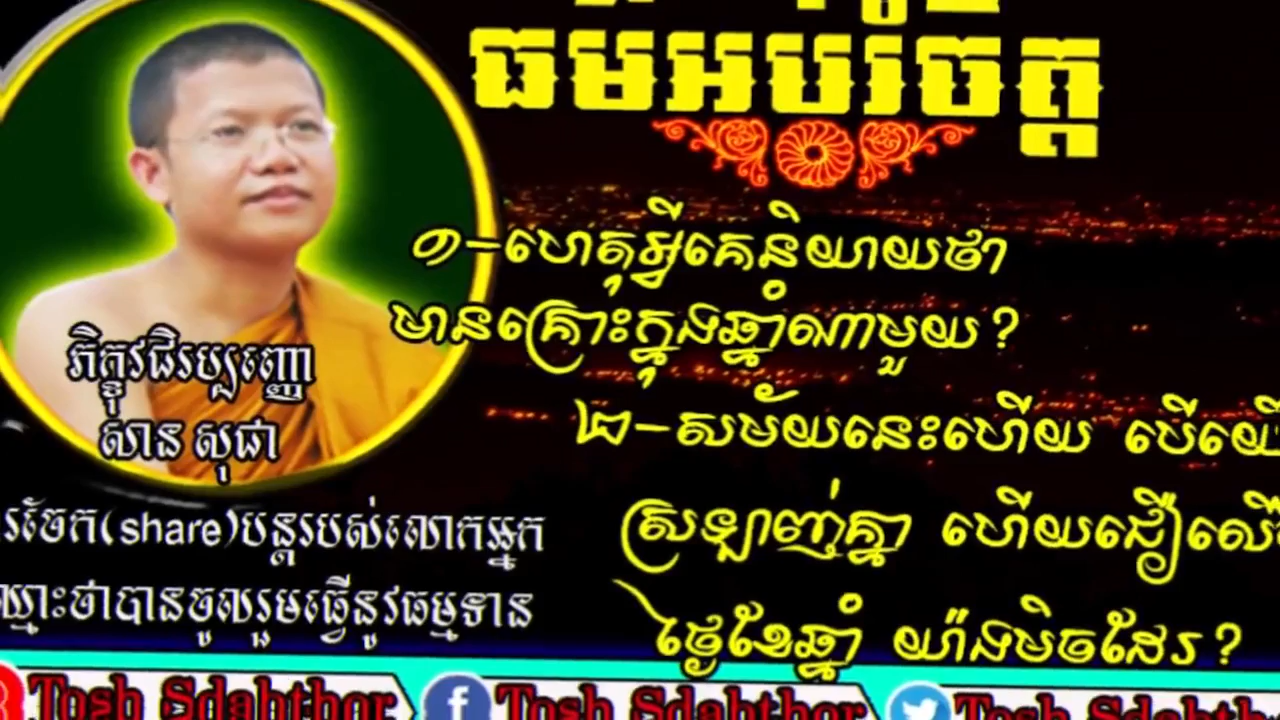 ធម៌អប់រំចិត្ត
១-ហេតុអ្វីគេនិយាយថា
មានគ្រោះក្នុងឆ្នាំណាមួយ?
ភិក្ខុវជិរប្បញ្ញោ
សាន សុជា
២-សម័យនេះហើយ បើយើ
រចែក(share)បន្តរបស់លោកអ្នក
ស្រឡាញ់គ្នា ហើយជឿលើ
ឈ្មោះថាបានចូលរួមធ្វើនូវធម្មទាន
ថ្ងៃខែឆ្នាំ យ៉ាងមិចដែរ?
Tosh Sdabthor
Tosh Sdabthor
Tosh Sdabthor